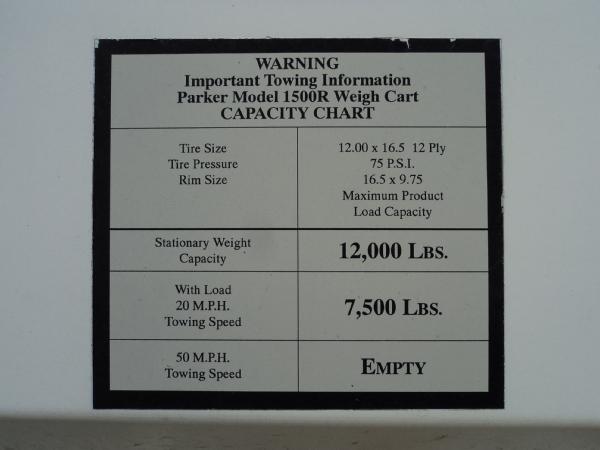 WARNING
Important Towing Information
Parker Model 1500R Weigh Cart
CAPACITY CHART
Tire Size 12.00 x 16.5 12 Ply
Tire Pressure 75 P.S.I.
Rim Size 16.5 x 9.75
Maximum Product
Load Capacity
Stationary Weight
Capacity
12,000 LBS.
With Load
20 M.P.H.
Towing Speed
7,500 LBS.
50 M.P.H.
Towing Speed
EMPTY